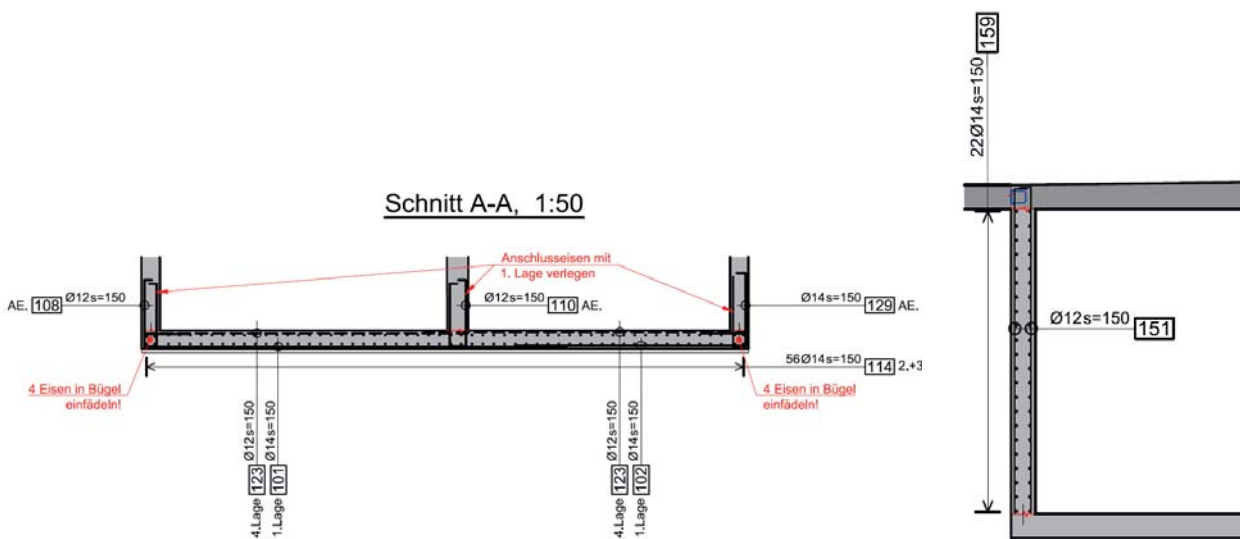 Schnitt A-A, 1:50
Anschlusseisen mit
1. Lage verlegen
AE. 108 Ø12s=150
Ø12s=150 110 AE.
Ø14s=150 129 AE.
56Ø14s=150 114 2.+3
4 Eisen in Bügel
einfädeln!
4 Eisen in Bügel
einfädeln!
4.Lage 123 Ø12s=150
1.Lage 101 Ø14s=150
4.Lage 123 Ø12s=150
1.Lage 102 Ø14s=150
22Ø14s=150 159
Ø12s=150 151